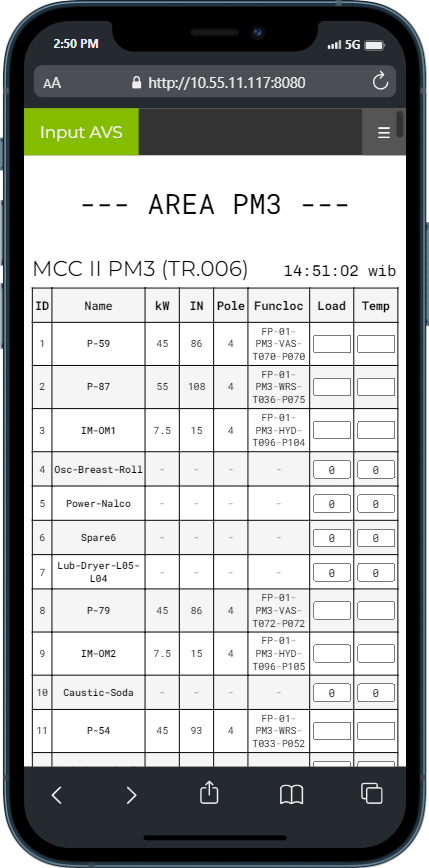 2:50 PM
5G
AA
http://10.55.11.117:8080
Input AVS
--- AREA PM3 ---
MCC II PM3 (TR.006) 14:51:02 wib
ID Name kW IN Pole Funcloc Load Temp
1 P-59 45 86 4 FP-01-PM3-VAS-T070-P070
2 P-87 55 108 4 FP-01-PM3-WRS-T036-P075
3 IM-OM1 7.5 15 4 FP-01-PM3-HYD-T096-P104
4 Osc-Breast-Roll - - - - 0 0
5 Power-Nalco - - - - 0 0
6 Spare6 - - - - 0 0
7 Lub-Dryer-L05-L04 - - - - 0 0
8 P-79 45 86 4 FP-01-PM3-VAS-T072-P072
9 IM-OM2 7.5 15 4 FP-01-PM3-HYD-T096-P105
10 Caustic-Soda - - - - 0 0
11 P-54 45 93 4 FP-01-PM3-WRS-T033-P052